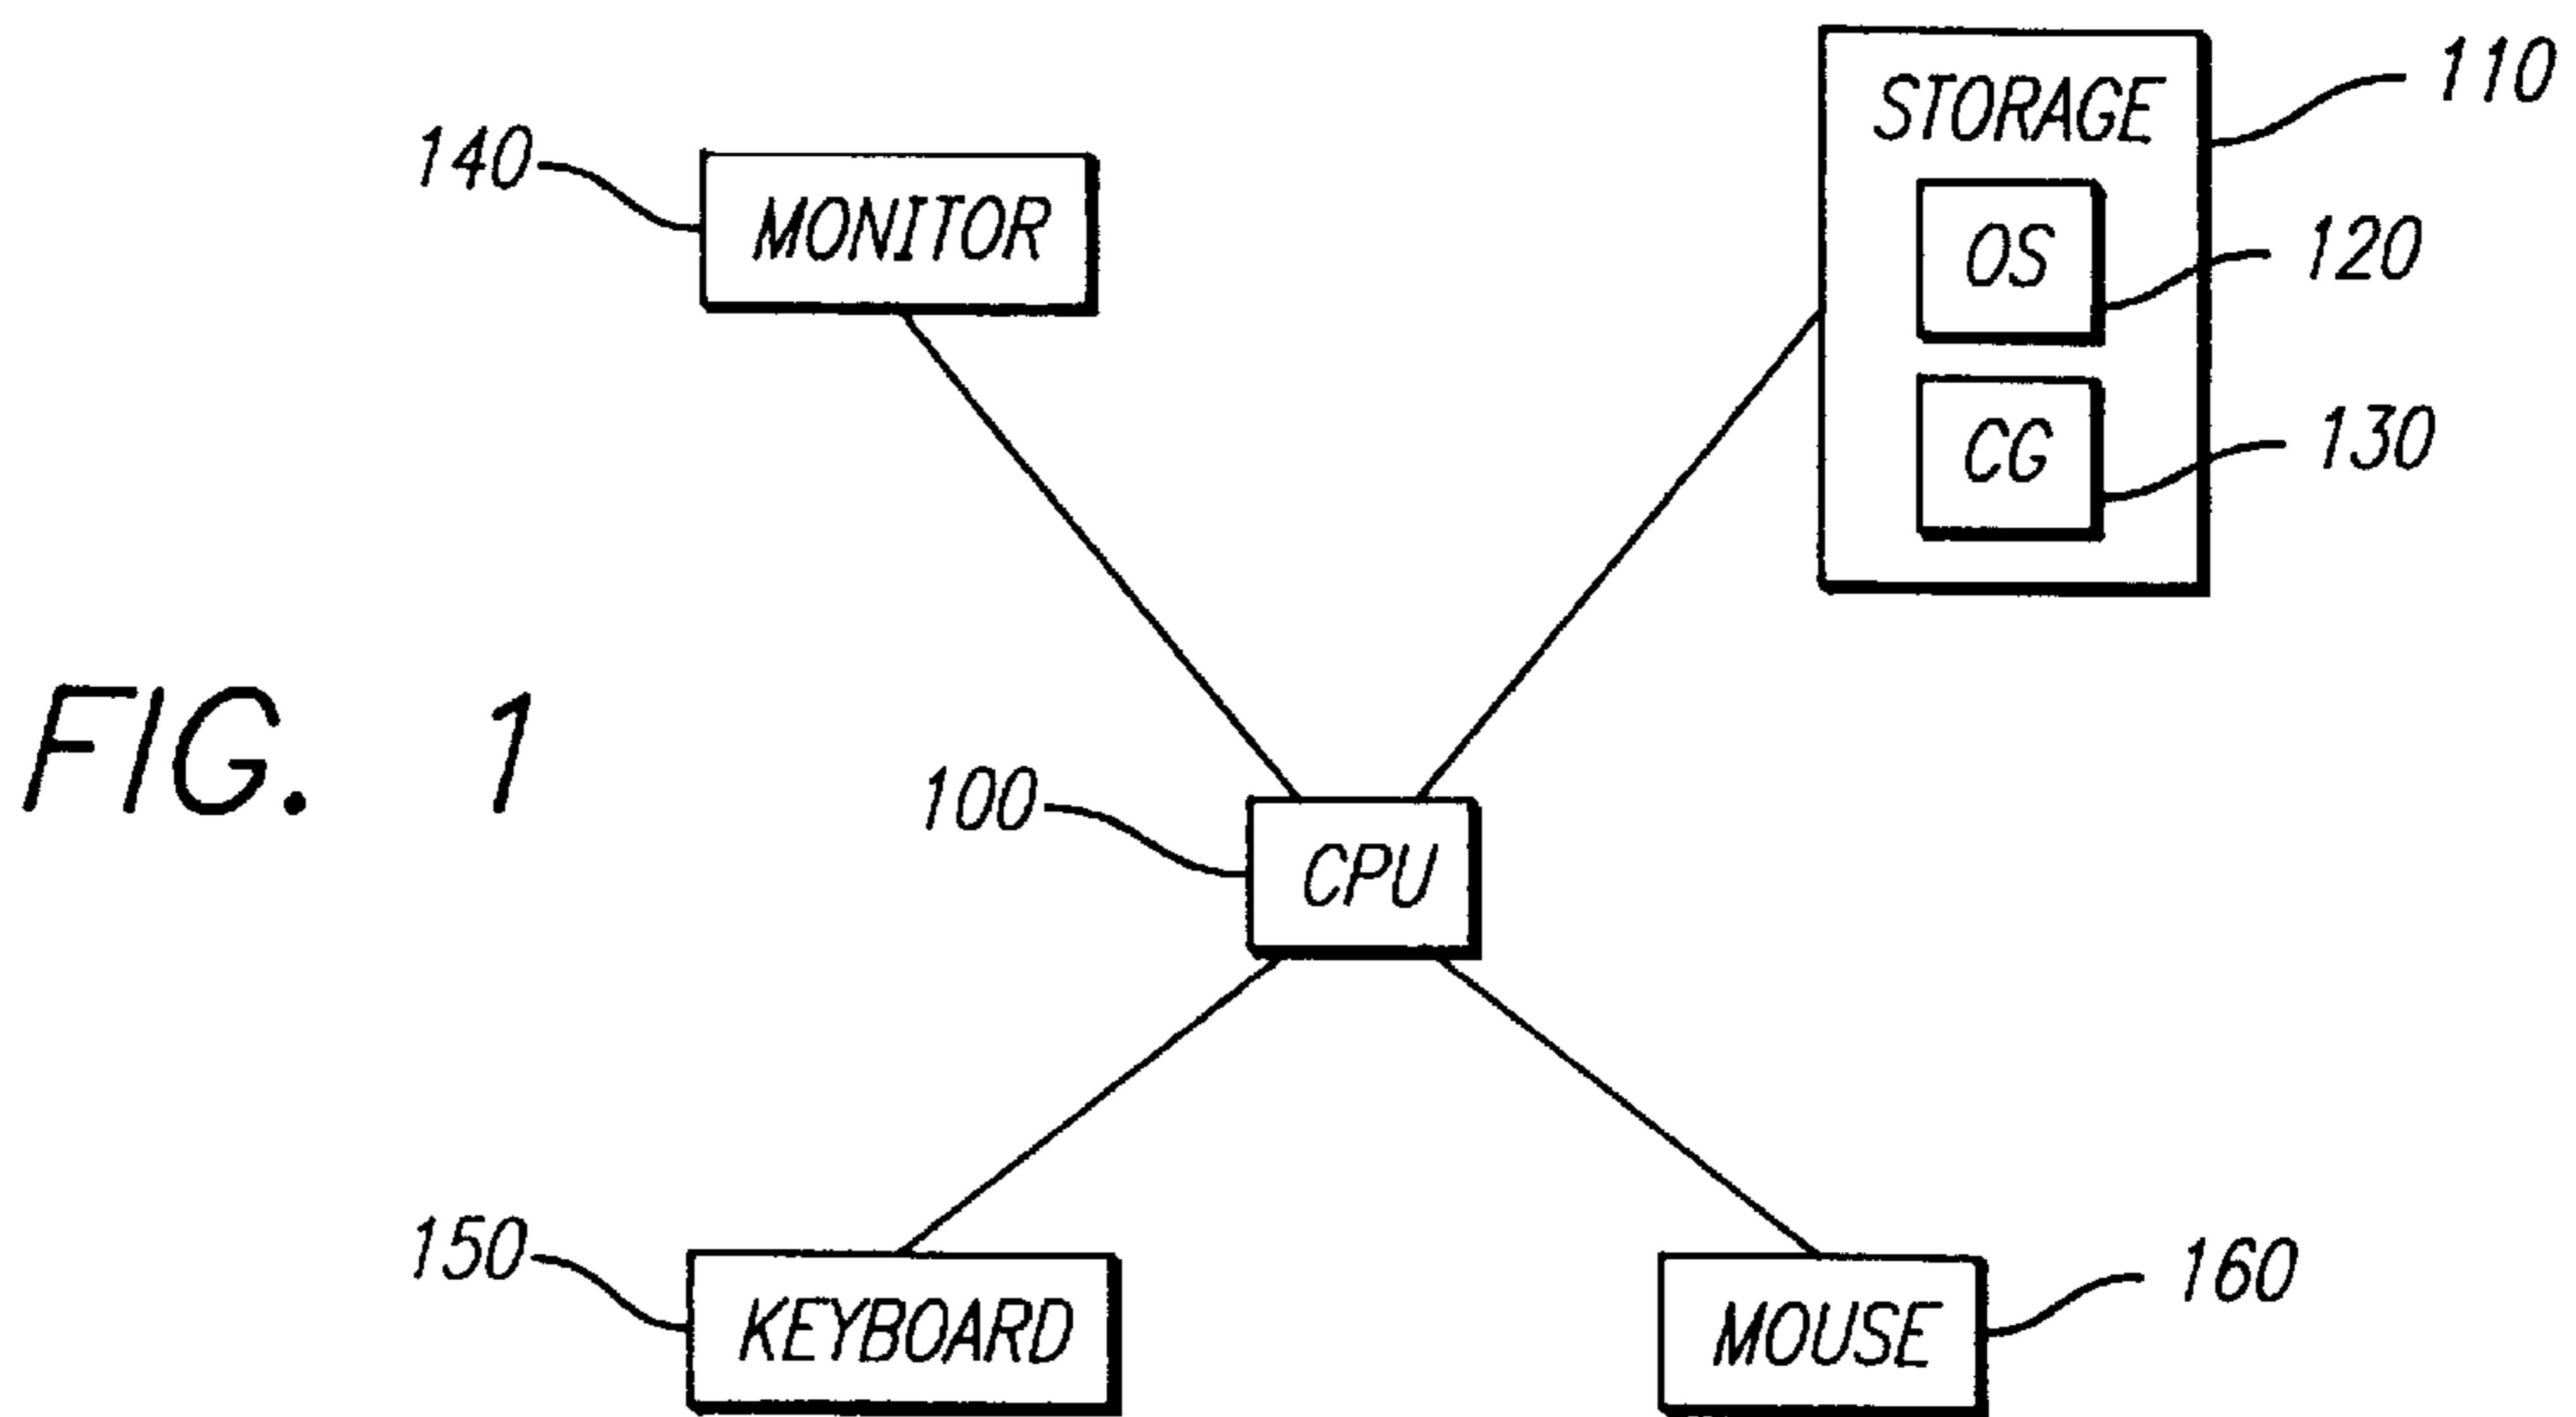 STORAGE
110
140
MONITOR
OS
120
CG
130
FIG. 1
100
CPU
150
KEYBOARD
MOUSE
160